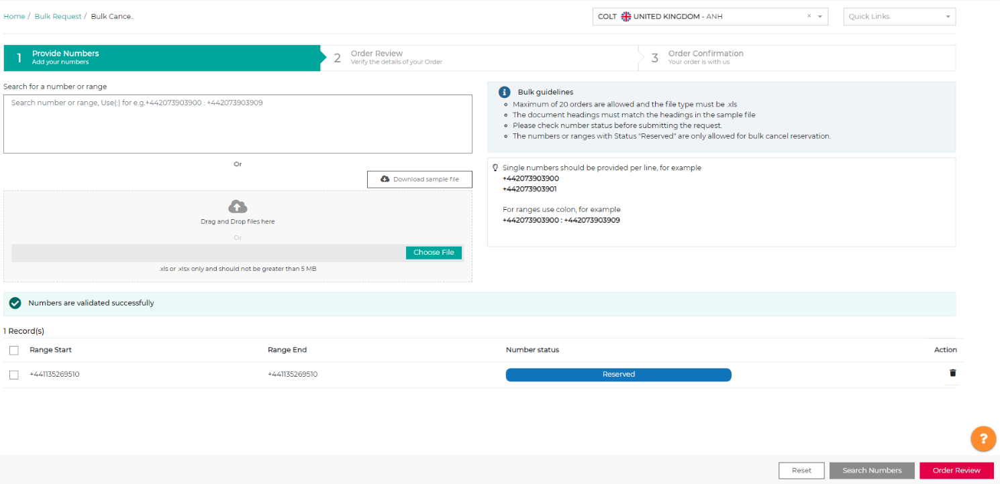 Home / Bulk Request / Bulk Cance..
COLT UNITED KINGDOM - ANH × 
Quick Links
1 Provide Numbers
Add your numbers
2 Order Review
Verify the details of your Order
3 Order Confirmation
Your order is with us
Search for a number or range
Search number or range, Use(:) for e.g.+442073903900 : +442073903909
Or
Download sample file
Drag and Drop files here
Or
Choose File
.xls or .xlsx only and should not be greater than 5 MB
i Bulk guidelines
Maximum of 20 orders are allowed and the file type must be .xls
The document headings must match the headings in the sample file
Please check number status before submitting the request.
The numbers or ranges with Status "Reserved" are only allowed for bulk cancel reservation.
Single numbers should be provided per line, for example
+442073903900
+442073903901
For ranges use colon, for example
+442073903900 : +442073903909
Numbers are validated successfully
1 Record(s)
Range Start Range End Number status Action
+441135269510 +441135269510 Reserved
?
Reset Search Numbers Order Review